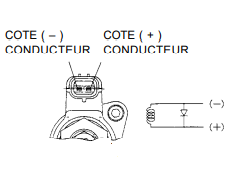 COTE ( – ) COTE ( + )
CONDUCTEUR CONDUCTEUR
(–)
(+)